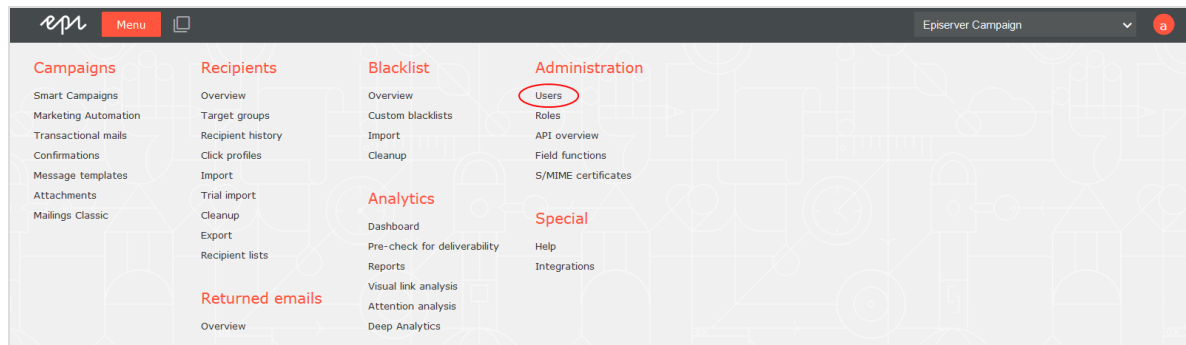 epi
Menu
Episerver Campaign
a
Campaigns
Smart Campaigns
Marketing Automation
Transactional mails
Confirmations
Message templates
Attachments
Mailings Classic
Recipients
Overview
Target groups
Recipient history
Click profiles
Import
Trial import
Cleanup
Export
Recipient lists
Returned emails
Overview
Blacklist
Overview
Custom blacklists
Import
Cleanup
Analytics
Dashboard
Pre-check for deliverability
Reports
Visual link analysis
Attention analysis
Deep Analytics
Administration
Users
Roles
API overview
Field functions
S/MIME certificates
Special
Help
Integrations